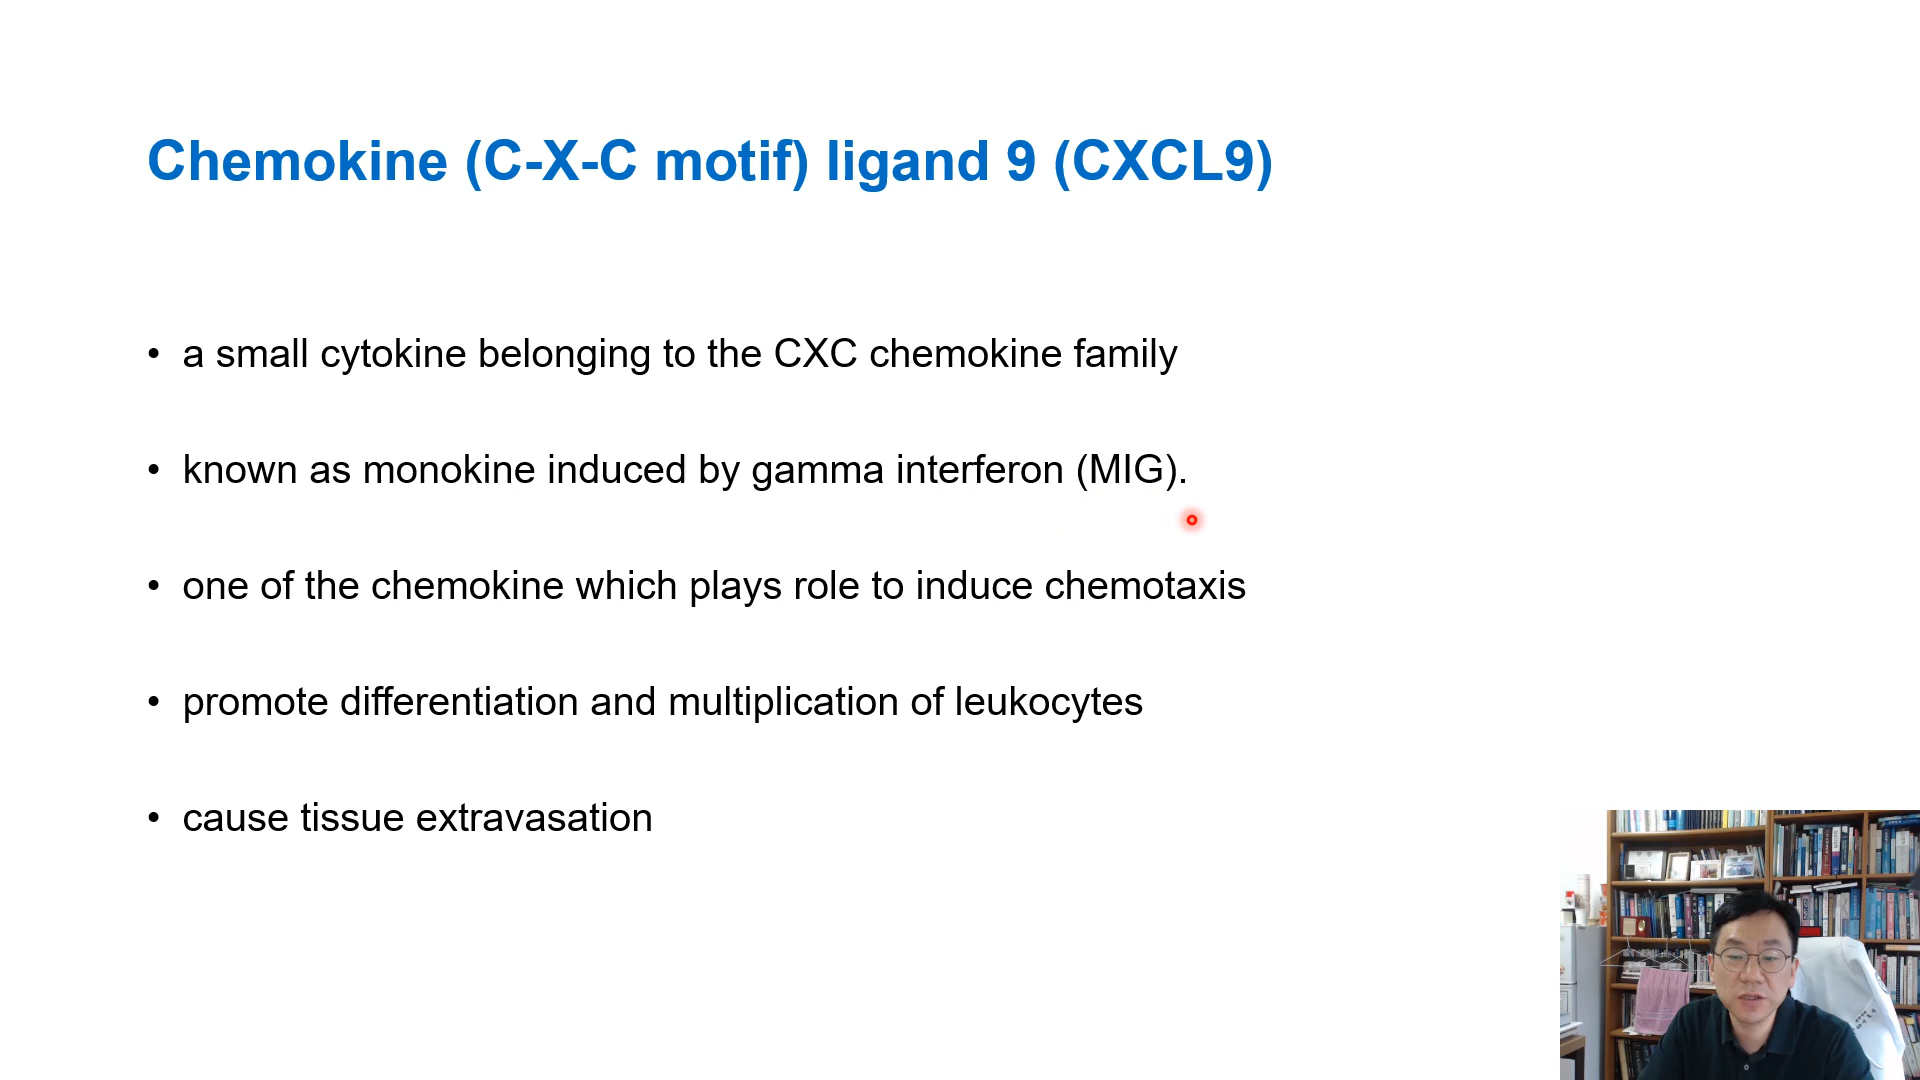 Chemokine (C-X-C motif) ligand 9 (CXCL9)
• a small cytokine belonging to the CXC chemokine family
• known as monokine induced by gamma interferon (MIG).
• one of the chemokine which plays role to induce chemotaxis
• promote differentiation and multiplication of leukocytes
• cause tissue extravasation